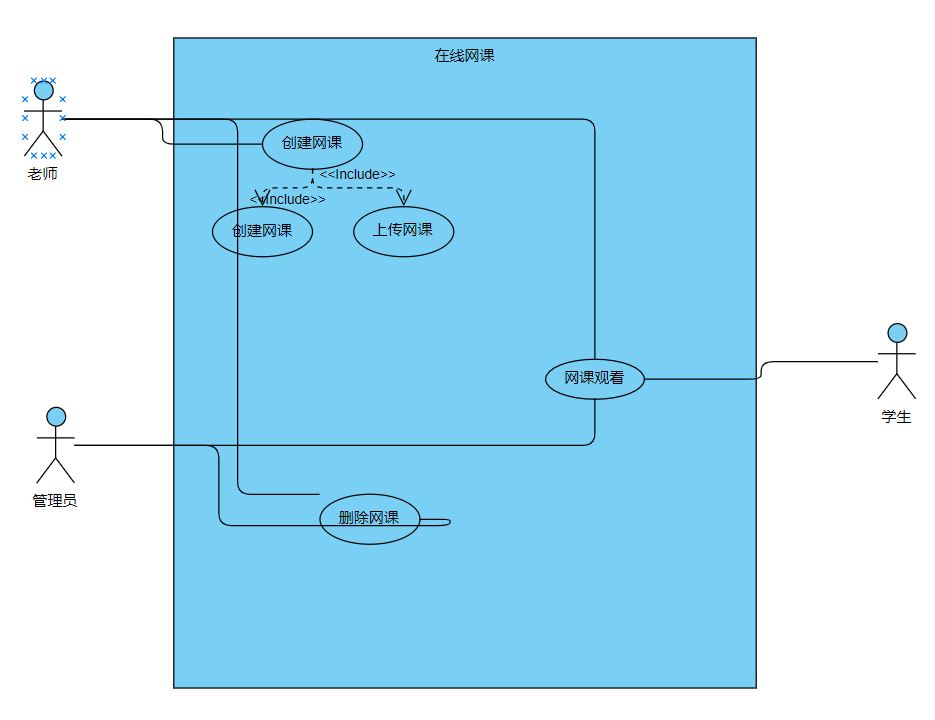 在线网课
创建网课
老师
<<Include>>
<<Include>>
创建网课
上传网课
网课观看
学生
管理员
删除网课